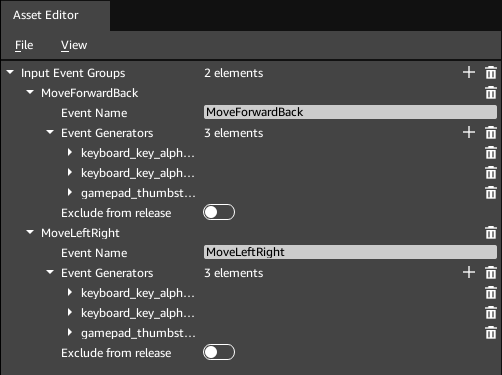 Asset Editor
File View
Input Event Groups 2 elements
MoveForwardBack
Event Name MoveForwardBack
Event Generators 3 elements
keyboard_key_alph...
keyboard_key_alph...
gamepad_thumbst...
Exclude from release
MoveLeftRight
Event Name MoveLeftRight
Event Generators 3 elements
keyboard_key_alph...
keyboard_key_alph...
gamepad_thumbst...
Exclude from release